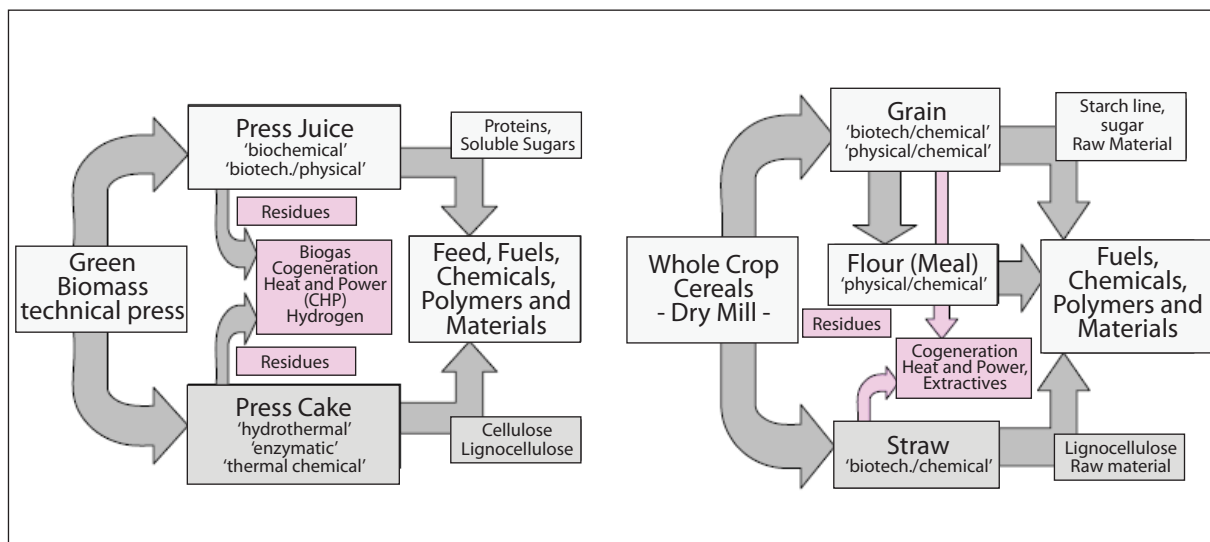 Press Juice
‘biochemical’
‘biotech./physical’
Proteins,
Soluble Sugars
Residues
Biogas
Cogeneration
Heat and Power
(CHP)
Hydrogen
Green
Biomass
technical press
Feed, Fuels,
Chemicals,
Polymers and
Materials
Residues
Press Cake
‘hydrothermal’
‘enzymatic’
‘thermal chemical’
Cellulose
Lignocellulose
Grain
‘biotech/chemical’
‘physical/chemical’
Starch line,
sugar
Raw Material
Whole Crop
Cereals
- Dry Mill -
Flour (Meal)
‘physical/chemical’
Fuels,
Chemicals,
Polymers and
Materials
Residues
Cogeneration
Heat and Power,
Extractives
Straw
‘biotech./chemical’
Lignocellulose
Raw material